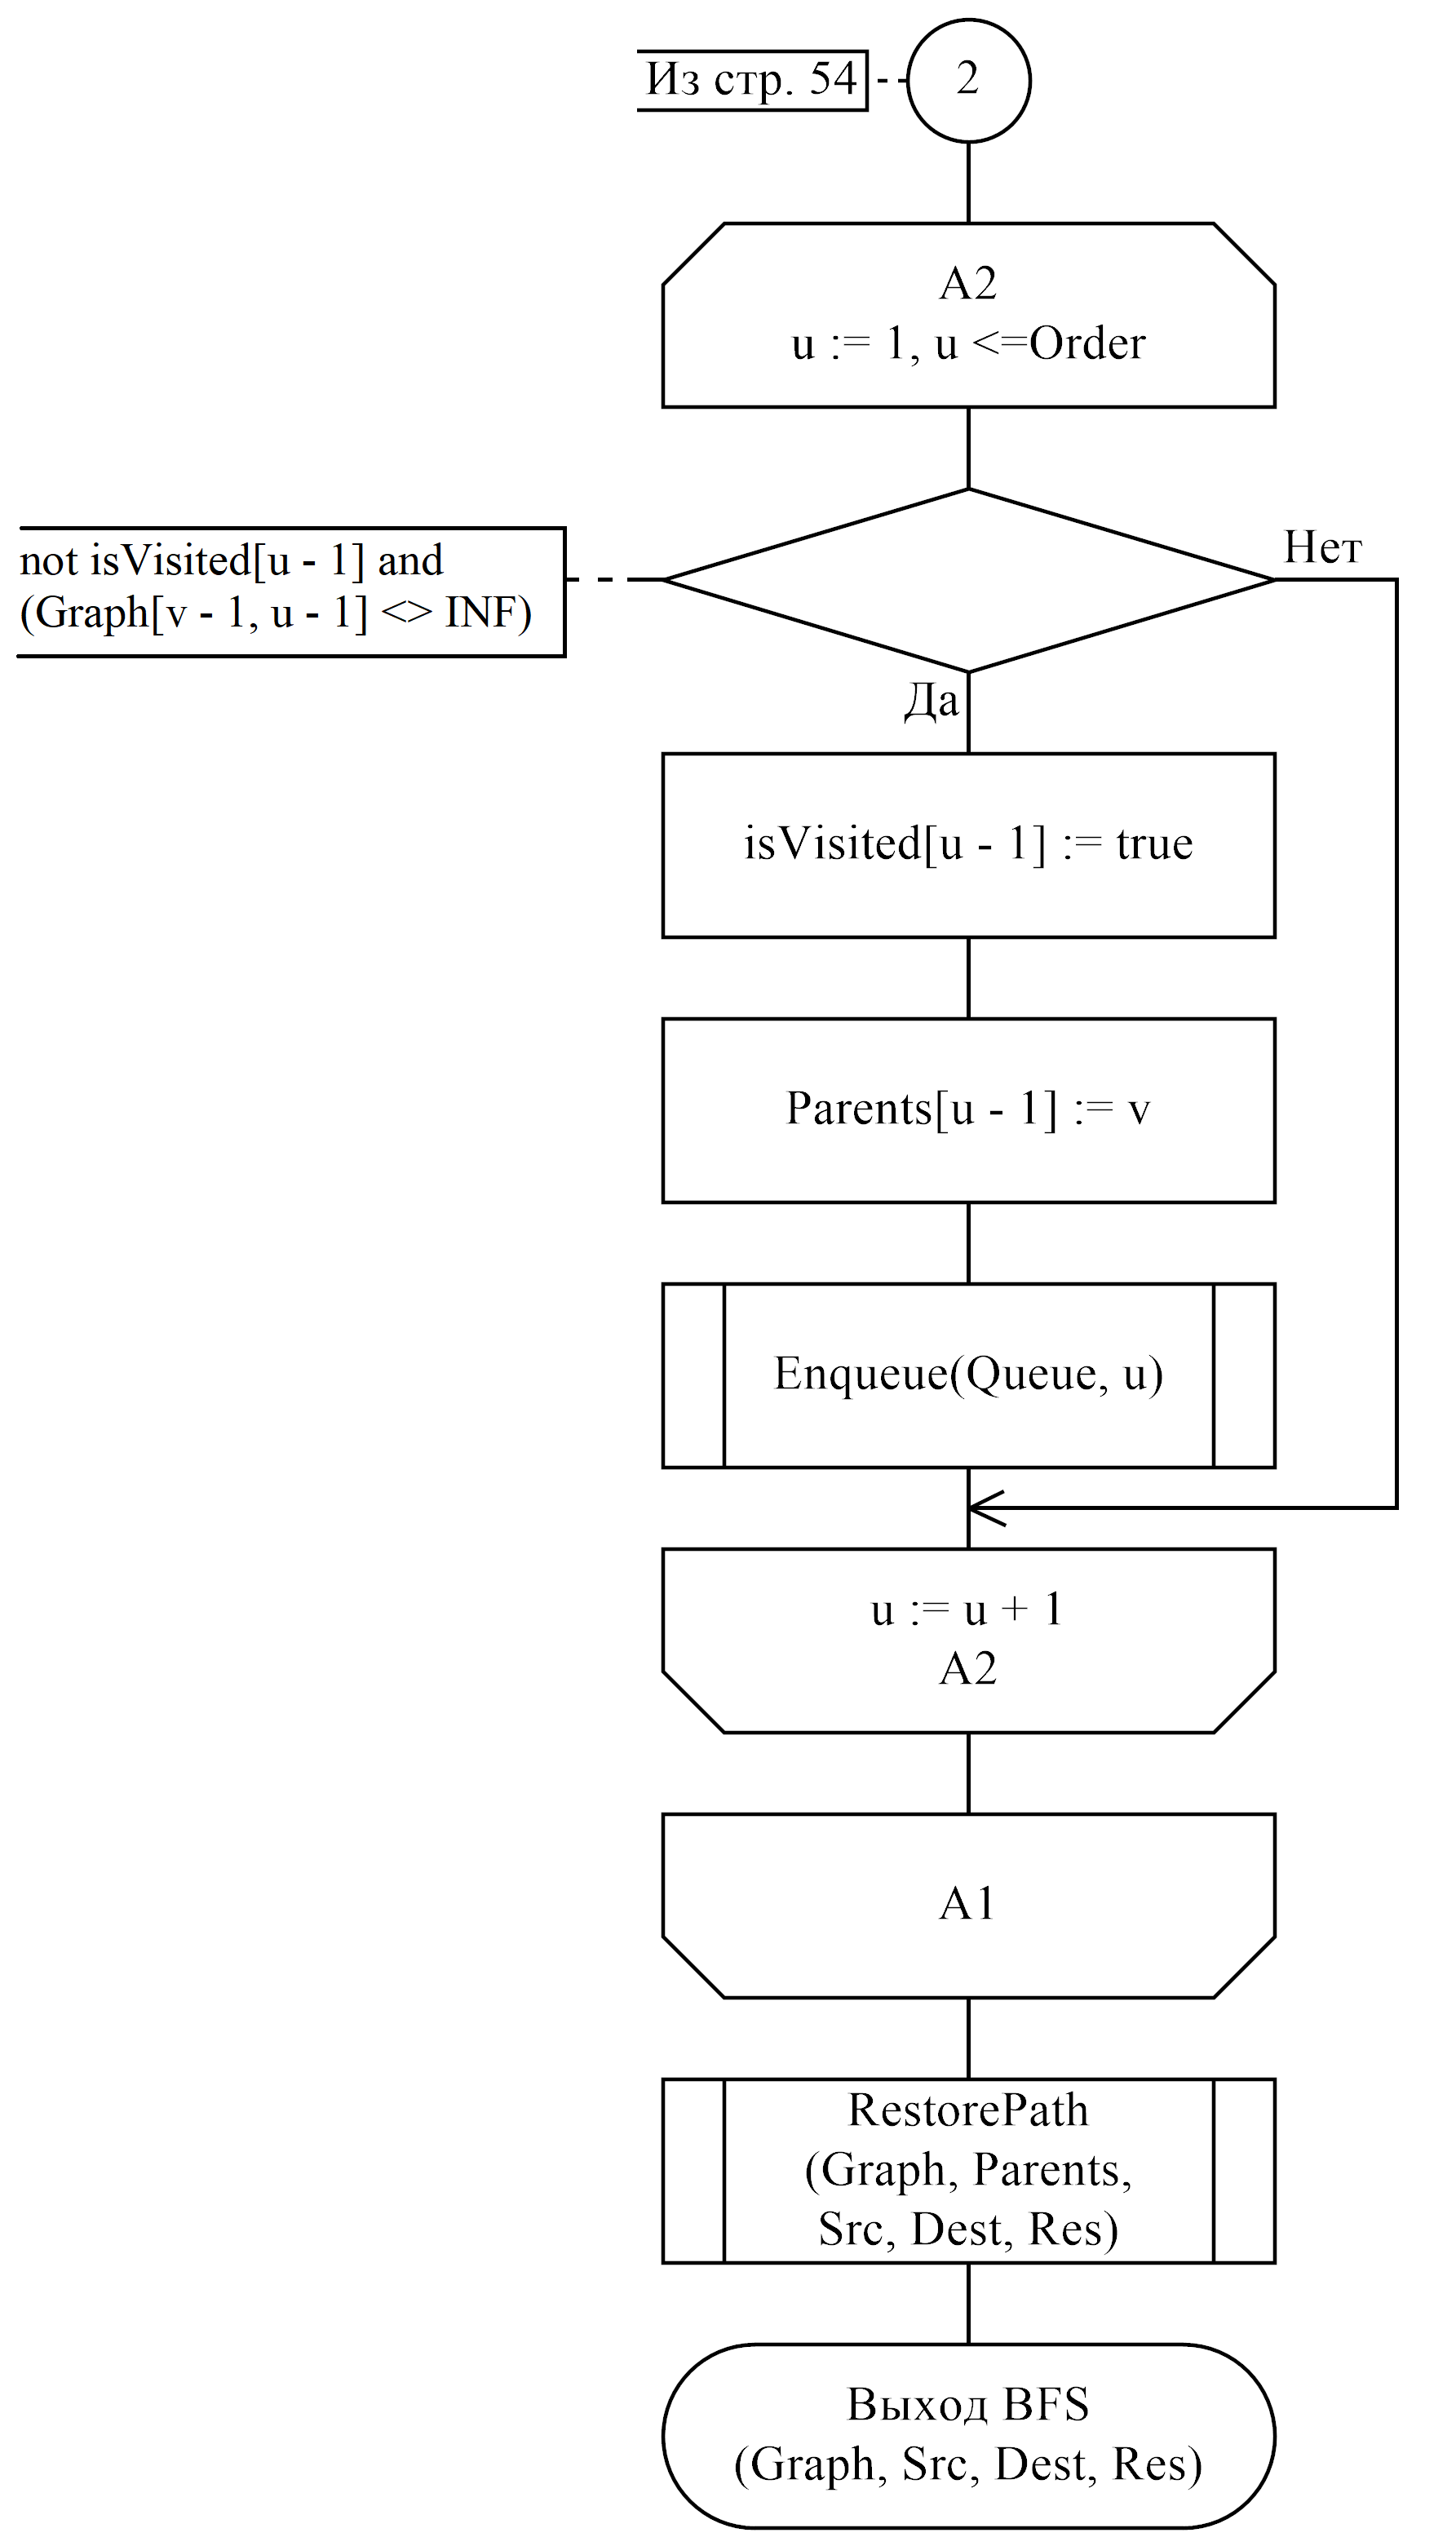 Из стр. 54
2
A2
u := 1, u <=Order
not isVisited[u - 1] and
(Graph[v - 1, u - 1] <> INF)
Нет
Да
isVisited[u - 1] := true
Parents[u - 1] := v
Enqueue(Queue, u)
u := u + 1
A2
A1
RestorePath
(Graph, Parents,
Src, Dest, Res)
Выход BFS
(Graph, Src, Dest, Res)